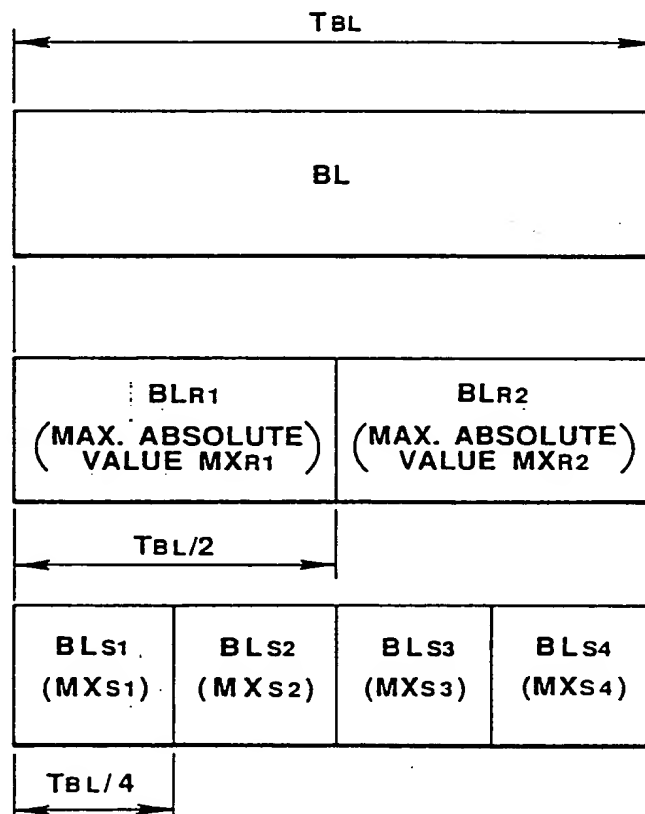 TBL
BL
BLR1
(MAX. ABSOLUTE
VALUE MXR1)
BLR2
(MAX. ABSOLUTE
VALUE MXR2)
TBL/2
BLS1
(MXS1)
BLS2
(MXS2)
BLS3
(MXS3)
BLS4
(MXS4)
TBL/4